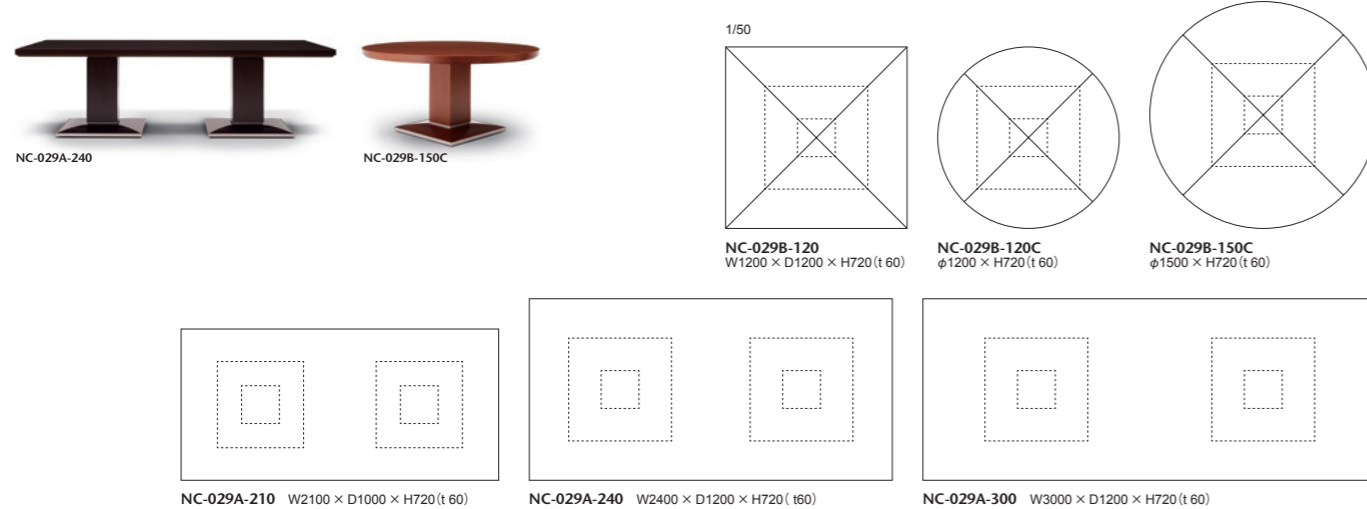 1/50
NC-029A-240
NC-029B-150C
NC-029B-120
W1200 × D1200 × H720(t 60)
NC-029B-120C
φ1200 × H720(t 60)
NC-029B-150C
φ1500 × H720(t 60)
NC-029A-210 W2100 × D1000 × H720(t 60)
NC-029A-240 W2400 × D1200 × H720( t60)
NC-029A-300 W3000 × D1200 × H720(t 60)